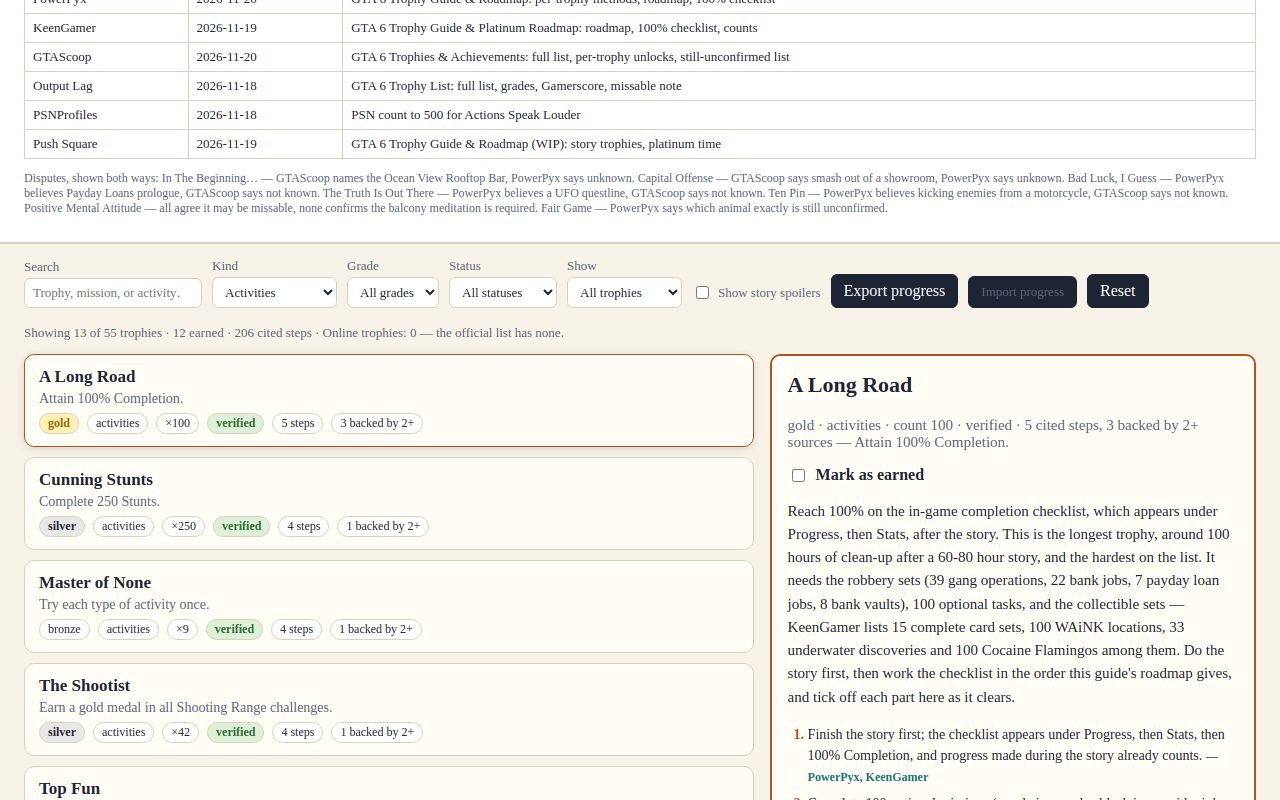 PowerPyx 2026-11-20 GTA 6 Trophy Guide & Roadmap: per-trophy methods, roadmap, 100% checklist
KeenGamer 2026-11-19 GTA 6 Trophy Guide & Platinum Roadmap: roadmap, 100% checklist, counts
GTAScoop 2026-11-20 GTA 6 Trophies & Achievements: full list, per-trophy unlocks, still-unconfirmed list
Output Lag 2026-11-18 GTA 6 Trophy List: full list, grades, Gamerscore, missable note
PSNProfiles 2026-11-18 PSN count to 500 for Actions Speak Louder
Push Square 2026-11-19 GTA 6 Trophy Guide & Roadmap (WIP): story trophies, platinum time
Disputes, shown both ways: In The Beginning… — GTAScoop names the Ocean View Rooftop Bar, PowerPyx says unknown. Capital Offense — GTAScoop says smash out of a showroom, PowerPyx says unknown. Bad Luck, I Guess — PowerPyx
believes Payday Loans prologue, GTAScoop says not known. The Truth Is Out There — PowerPyx believes a UFO questline, GTAScoop says not known. Ten Pin — PowerPyx believes kicking enemies from a motorcycle, GTAScoop says not known.
Positive Mental Attitude — all agree it may be missable, none confirms the balcony meditation is required. Fair Game — PowerPyx says which animal exactly is still unconfirmed.
Search Kind Grade Status Show
Trophy, mission, or activity. Activities All grades All statuses All trophies Show story spoilers Export progress Import progress Reset
Showing 13 of 55 trophies · 12 earned · 206 cited steps · Online trophies: 0 — the official list has none.
A Long Road
Attain 100% Completion.
gold activities ×100 verified 5 steps 3 backed by 2+
Cunning Stunts
Complete 250 Stunts.
silver activities ×250 verified 4 steps 1 backed by 2+
Master of None
Try each type of activity once.
bronze activities ×9 verified 4 steps 1 backed by 2+
The Shootist
Earn a gold medal in all Shooting Range challenges.
silver activities ×42 verified 4 steps 1 backed by 2+
Top Fun
A Long Road
gold · activities · count 100 · verified · 5 cited steps, 3 backed by 2+
sources — Attain 100% Completion.
Mark as earned
Reach 100% on the in-game completion checklist, which appears under
Progress, then Stats, after the story. This is the longest trophy, around 100
hours of clean-up after a 60-80 hour story, and the hardest on the list. It
needs the robbery sets (39 gang operations, 22 bank jobs, 7 payday loan
jobs, 8 bank vaults), 100 optional tasks, and the collectible sets —
KeenGamer lists 15 complete card sets, 100 WAiNK locations, 33
underwater discoveries and 100 Cocaine Flamingos among them. Do the
story first, then work the checklist in the order this guide's roadmap gives,
and tick off each part here as it clears.
1. Finish the story first; the checklist appears under Progress, then Stats, then
100% Completion, and progress made during the story already counts. —
PowerPyx, KeenGamer